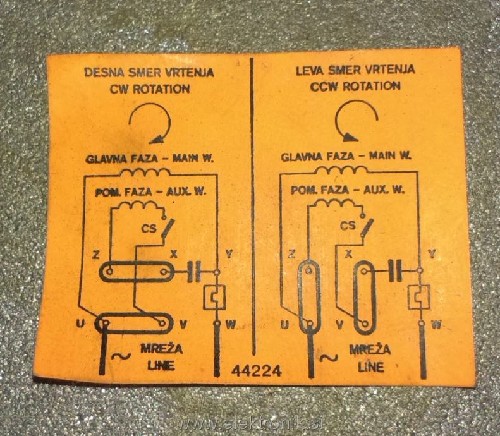 DESNA SMER VRTENJA
CW ROTATION
GLAVNA FAZA - MAIN W.
POM. FAZA - AUX. W.
CS
Z X Y
U V W
~ MREŽA
LINE
LEVA SMER VRTENJA
CCW ROTATION
GLAVNA FAZA - MAIN W.
POM. FAZA - AUX. W.
CS
Z X Y
U V W
~ MREŽA
LINE
44224